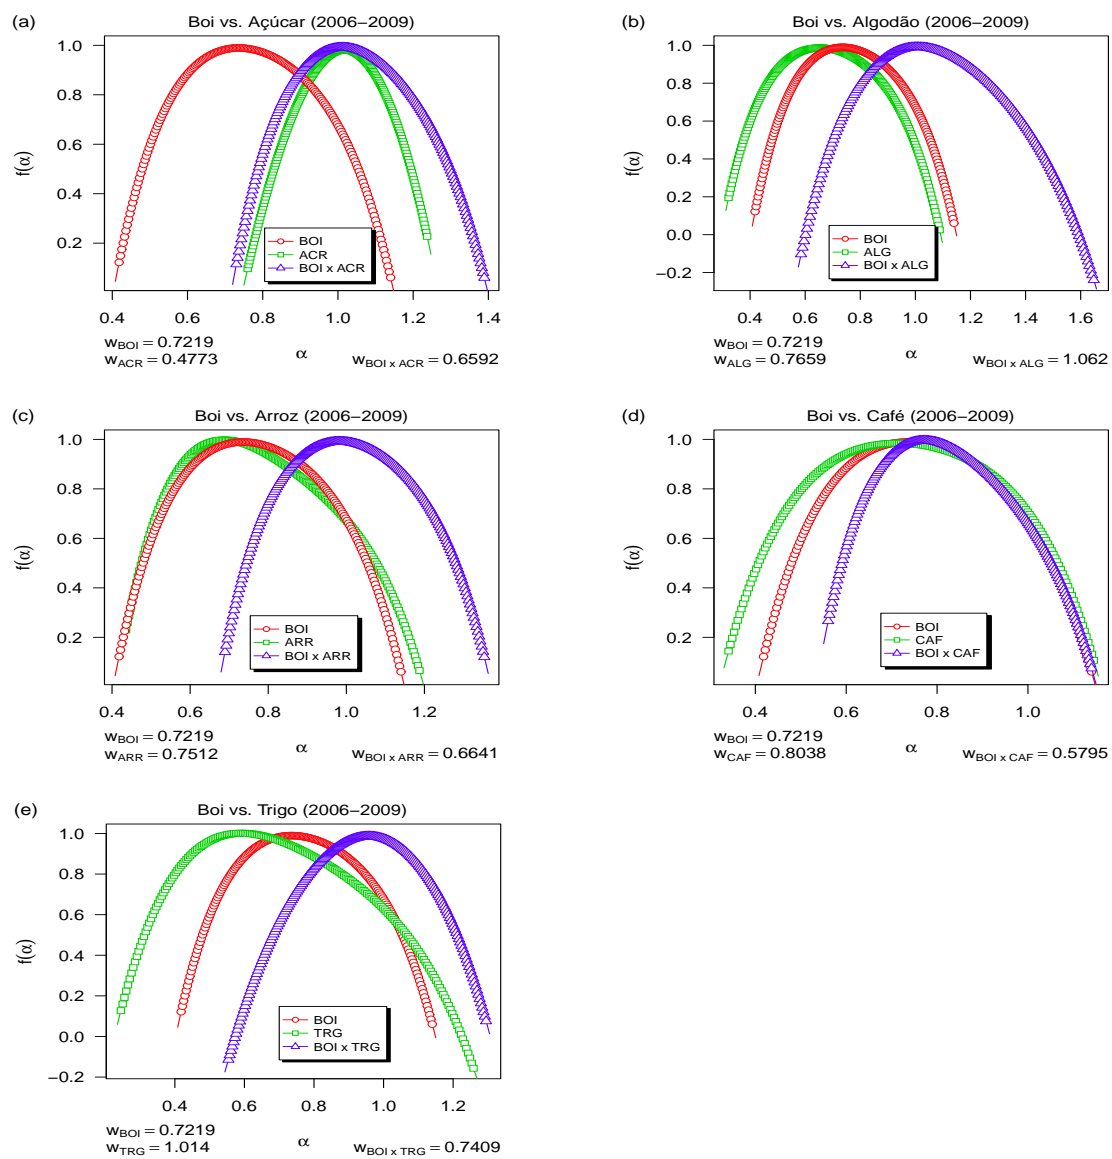 (a)
Boi vs. Açúcar (2006−2009)
f(α)
1.0
0.8
0.6
0.4
0.2
BOI
ACR
BOI x ACR
0.4 0.6 0.8 1.0 1.2 1.4
α
wBOI = 0.7219
wACR = 0.4773
wBOI x ACR = 0.6592
(b)
Boi vs. Algodão (2006−2009)
f(α)
1.0
0.8
0.6
0.4
0.2
0.0
−0.2
BOI
ALG
BOI x ALG
0.4 0.6 0.8 1.0 1.2 1.4 1.6
α
wBOI = 0.7219
wALG = 0.7659
wBOI x ALG = 1.062
(c)
Boi vs. Arroz (2006−2009)
f(α)
1.0
0.8
0.6
0.4
0.2
BOI
ARR
BOI x ARR
0.4 0.6 0.8 1.0 1.2
α
wBOI = 0.7219
wARR = 0.7512
wBOI x ARR = 0.6641
(d)
Boi vs. Café (2006−2009)
f(α)
1.0
0.8
0.6
0.4
0.2
BOI
CAF
BOI x CAF
0.4 0.6 0.8 1.0
α
wBOI = 0.7219
wCAF = 0.8038
wBOI x CAF = 0.5795
(e)
Boi vs. Trigo (2006−2009)
f(α)
1.0
0.8
0.6
0.4
0.2
0.0
−0.2
BOI
TRG
BOI x TRG
0.4 0.6 0.8 1.0 1.2
α
wBOI = 0.7219
wTRG = 1.014
wBOI x TRG = 0.7409